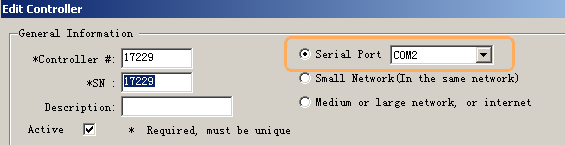 Edit Controller
General Information
*Controller #: 17229
*SN : 17229
Description:
Active
* Required, must be unique
Serial Port COM2
Small Network(In the same network)
Medium or large network, or internet